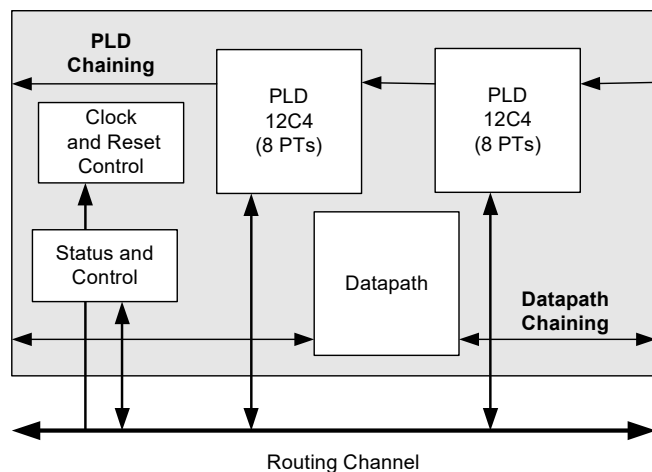 PLD
Chaining
PLD
12C4
(8 PTs)
PLD
12C4
(8 PTs)
Clock
and Reset
Control
Status and
Control
Datapath
Datapath
Chaining
Routing Channel